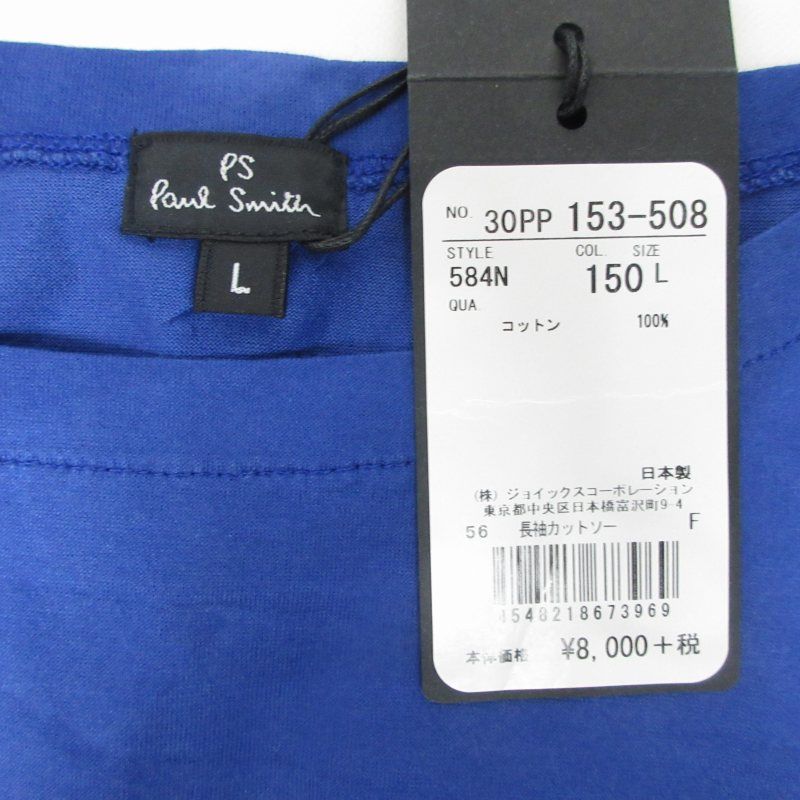 PS
Paul Smith
L
NO. 30PP 153-508
STYLE COL. SIZE
584N 150 L
QUA.
コットン 100%
日本製
(株) ジョイックスコーポレーション
東京都中央区日本橋富沢町9-4
56 長袖カットソー F
4548218673969
本体価格 ¥8,000+税